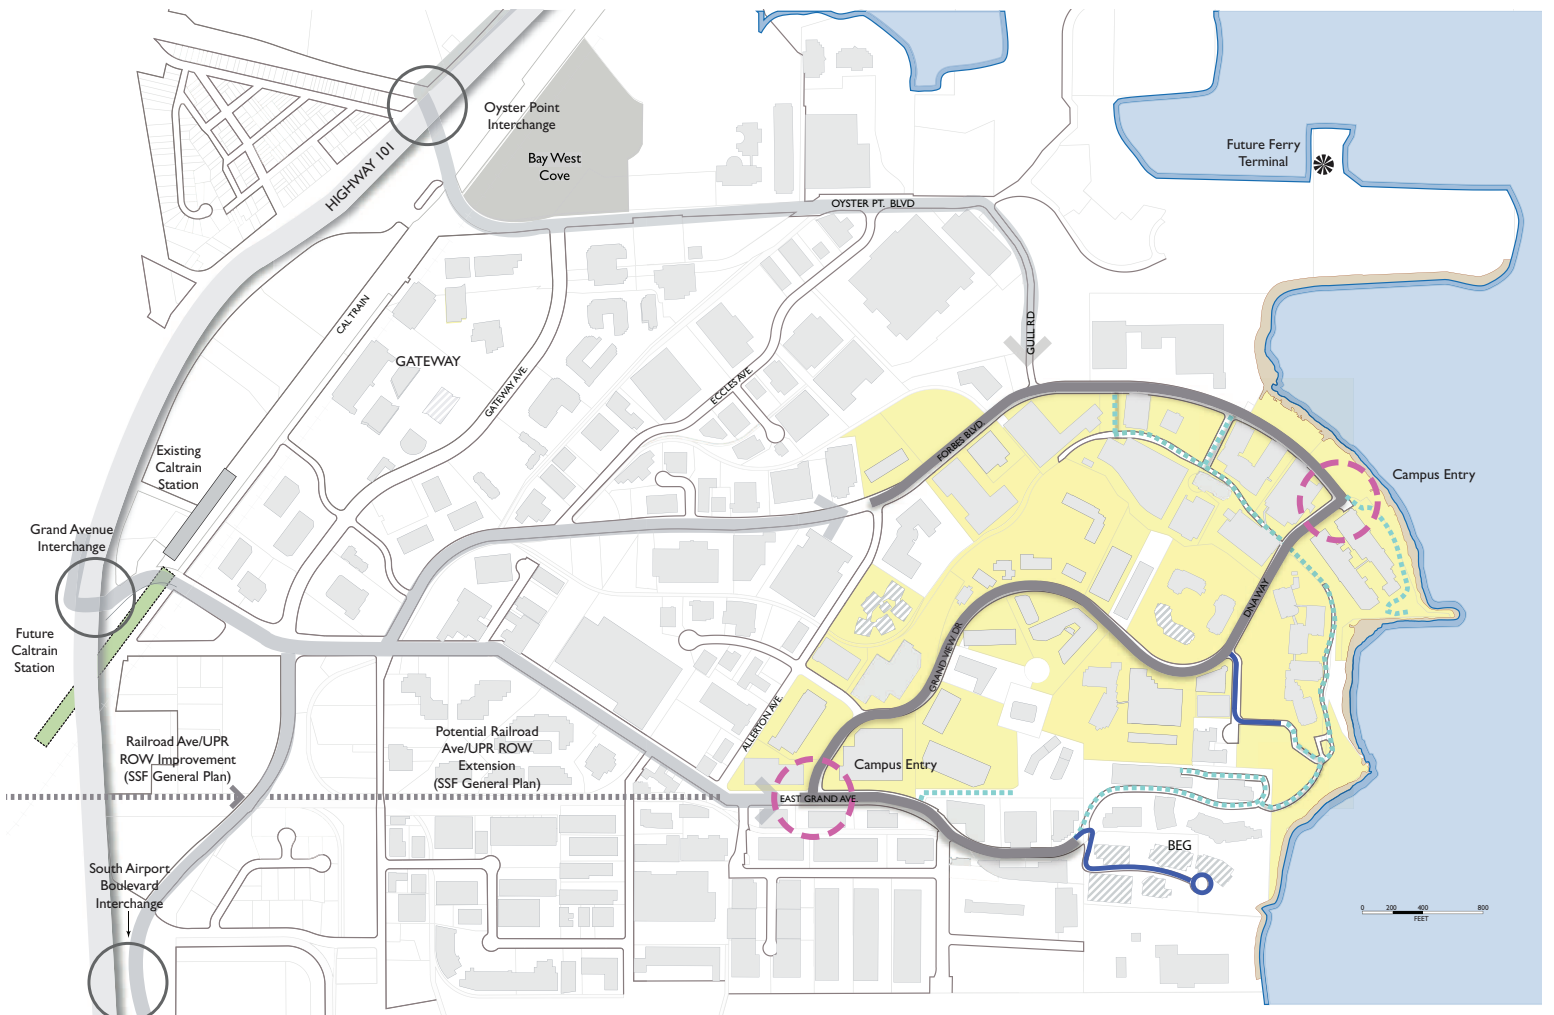 Oyster Point
Interchange
Bay West
Cove
HIGHWAY 101
Future Ferry
Terminal
OYSTER PT. BLVD
CAL TRAIN
GATEWAY
GATEWAY AVE.
ECCLES AVE.
GULL RD
FORBES BLVD.
Existing
Caltrain
Station
Campus Entry
Grand Avenue
Interchange
Future
Caltrain
Station
DNA WAY
GRAND VIEW DR
ALLERTON AVE.
Railroad Ave/UPR
ROW Improvement
(SSF General Plan)
Potential Railroad
Ave/UPR ROW
Extension
(SSF General Plan)
Campus Entry
EAST GRAND AVE.
BEG
South Airport
Boulevard
Interchange
0 200 400 800
FEET